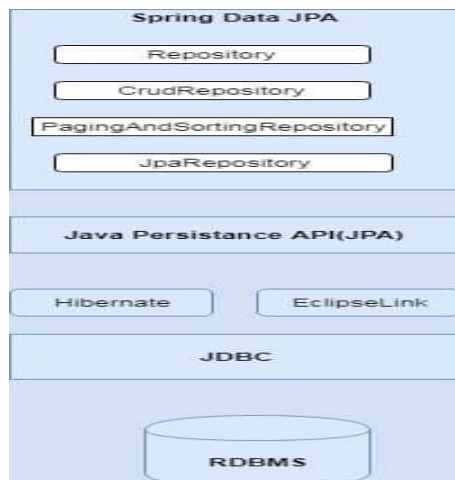 Spring Data JPA
Repository
CrudRepository
PagingAndSortingRepository
JpaRepository
Java Persistance API(JPA)
Hibernate
EclipseLink
JDBC
RDBMS